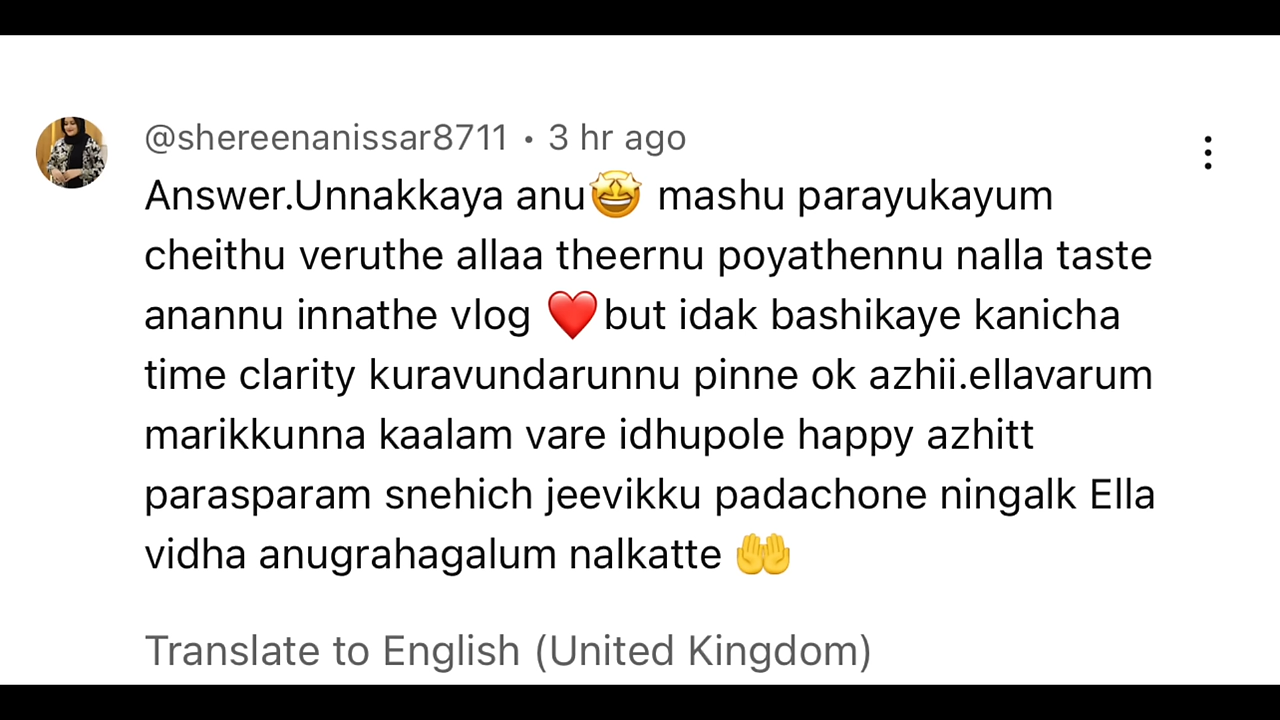 @shereenanissar8711 • 3 hr ago
Answer.Unnakkaya anu🤩 mashu parayukayum
cheithu veruthe allaa theernu poyathennu nalla taste
anannu innathe vlog ❤️but idak bashikaye kanicha
time clarity kuravundarunnu pinne ok azhii.ellavarum
marikkunna kaalam vare idhupole happy azhitt
parasparam snehich jeevikku padachone ningalk Ella
vidha anugrahagalum nalkatte 🤲
Translate to English (United Kingdom)